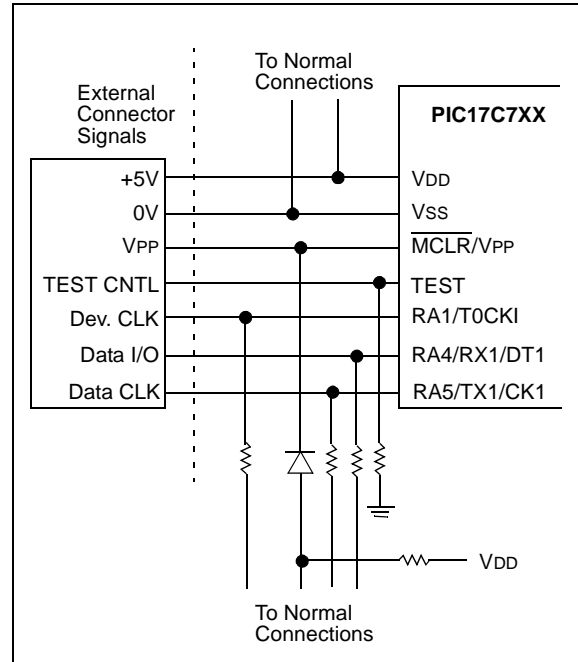 To Normal
Connections
External
Connector
Signals
PIC17C7XX
+5V
0V
VPP
TEST CNTL
Dev. CLK
Data I/O
Data CLK
VDD
VSS
MCLR/VPP
TEST
RA1/T0CKI
RA4/RX1/DT1
RA5/TX1/CK1
VDD
To Normal
Connections